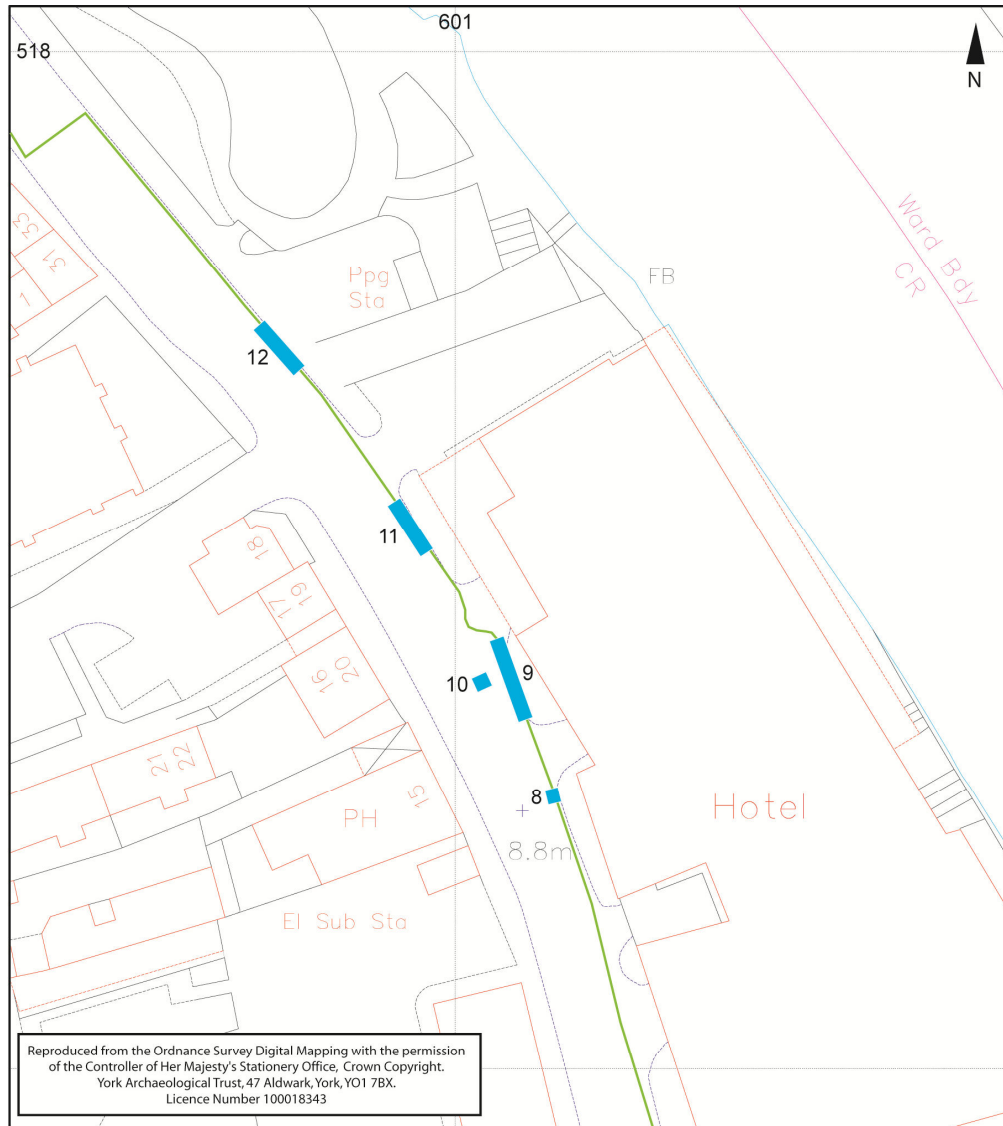 601
518
N
Ward Bdy
CR
33
31
1
Ppg
Sta
FB
12
11
18
19
17
20
16
10
9
22
21
8
15
PH
Hotel
8.8m
El Sub Sta
Reproduced from the Ordnance Survey Digital Mapping with the permission
of the Controller of Her Majesty's Stationery Office, Crown Copyright.
York Archaeological Trust, 47 Aldwark, York, YO1 7BX.
Licence Number 100018343